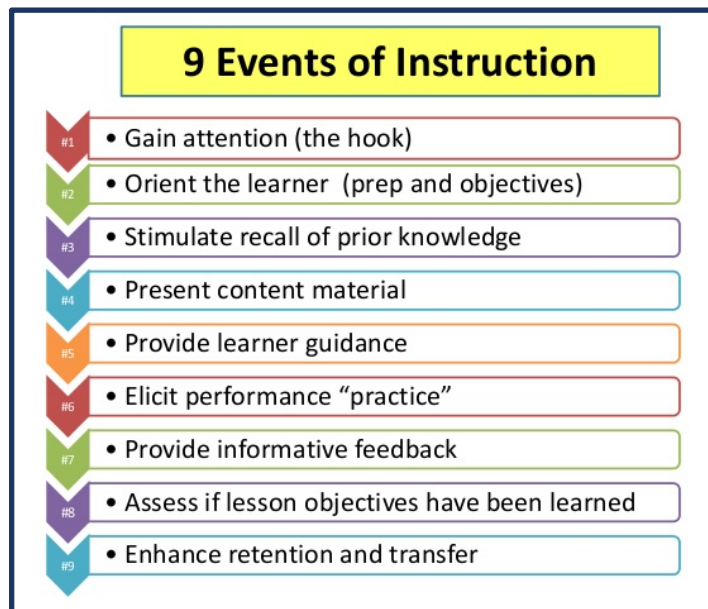 9 Events of Instruction
#1 • Gain attention (the hook)
#2 • Orient the learner  (prep and objectives)
#3 • Stimulate recall of prior knowledge
#4 • Present content material
#5 • Provide learner guidance
#6 • Elicit performance “practice”
#7 • Provide informative feedback
#8 • Assess if lesson objectives have been learned
#9 • Enhance retention and transfer